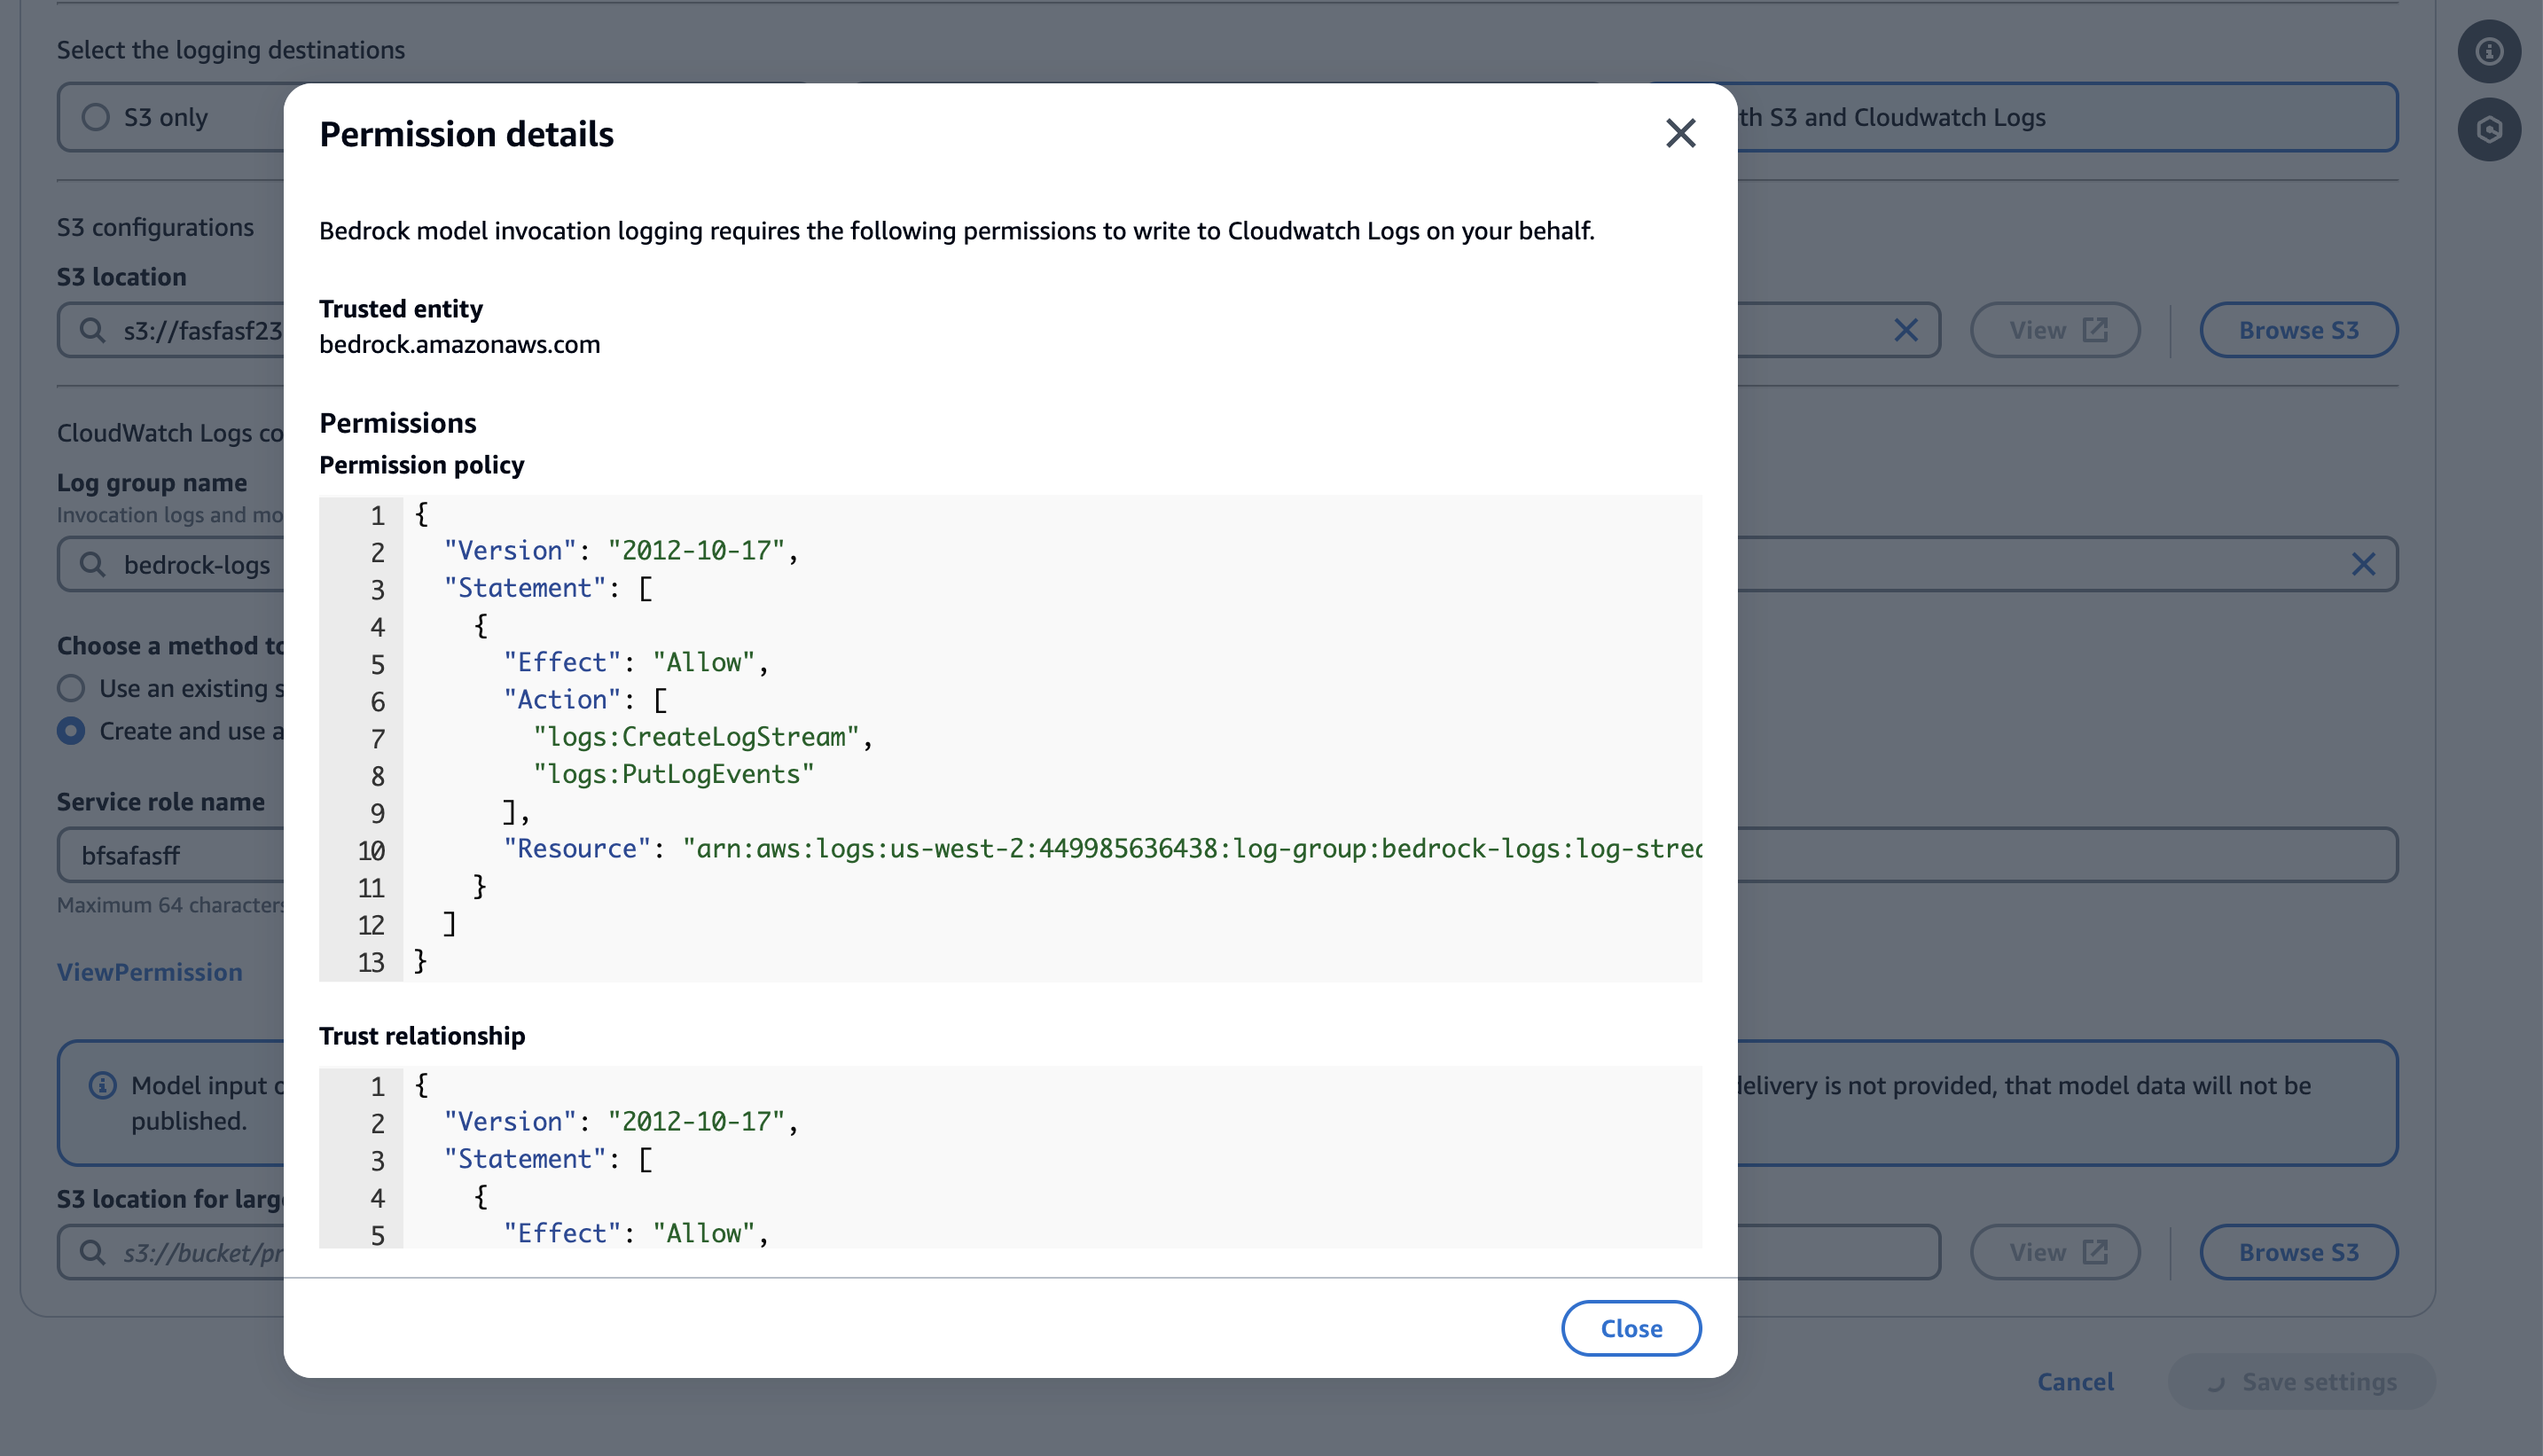 Select the logging destinations
S3 only
th S3 and Cloudwatch Logs
Permission details
Bedrock model invocation logging requires the following permissions to write to Cloudwatch Logs on your behalf.
S3 configurations
S3 location
s3://fasfasf23
View
Browse S3
Trusted entity
bedrock.amazonaws.com
CloudWatch Logs co
Log group name
Invocation logs and mo
bedrock-logs
Choose a method to
Use an existing s
Create and use a
Service role name
bfsafasff
Maximum 64 characters
ViewPermission
Permissions
Permission policy
1 {
2 "Version": "2012-10-17",
3 "Statement": [
4 {
5 "Effect": "Allow",
6 "Action": [
7 "logs:CreateLogStream",
8 "logs:PutLogEvents"
9 ],
10 "Resource": "arn:aws:logs:us-west-2:449985636438:log-group:bedrock-logs:log-strea
11 }
12 ]
13 }
Trust relationship
1 {
2 "Version": "2012-10-17",
3 "Statement": [
4 {
5 "Effect": "Allow",
Model input o
delivery is not provided, that model data will not be
published.
S3 location for large
s3://bucket/pr
View
Browse S3
Close
Cancel
Save settings